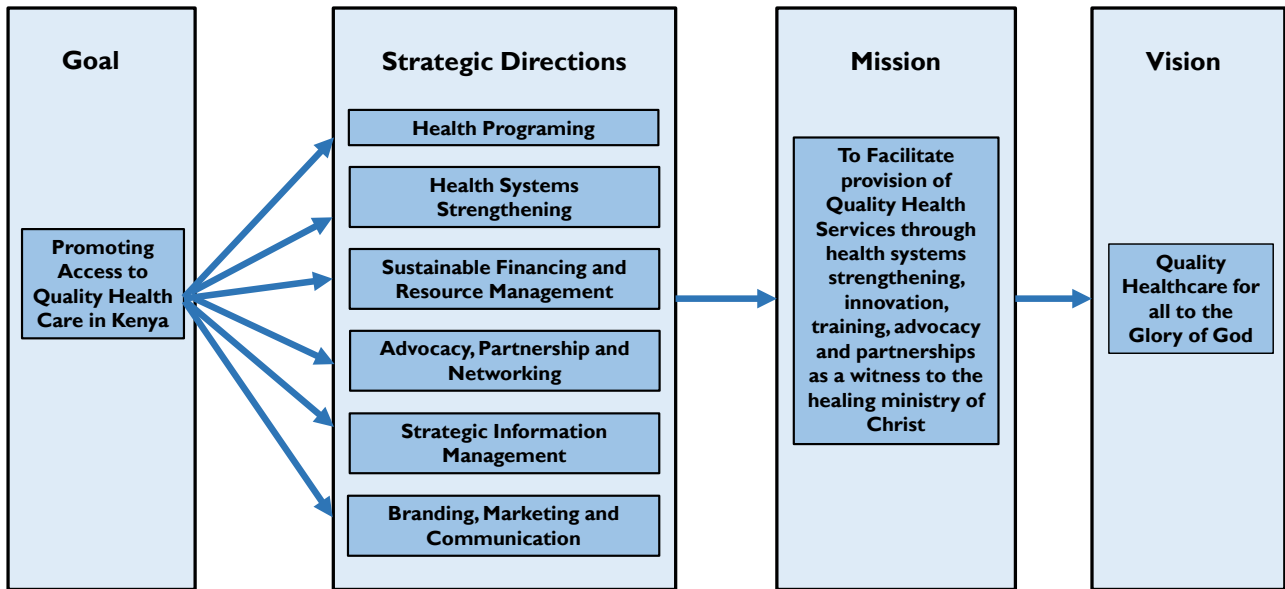 Goal
Promoting
Access to
Quality Health
Care in Kenya
Strategic Directions
Health Programing
Health Systems
Strengthening
Sustainable Financing and
Resource Management
Advocacy, Partnership and
Networking
Strategic Information
Management
Branding, Marketing and
Communication
Mission
To Facilitate
provision of
Quality Health
Services through
health systems
strengthening,
innovation,
training, advocacy
and partnerships
as a witness to the
healing ministry of
Christ
Vision
Quality
Healthcare for
all to the
Glory of God